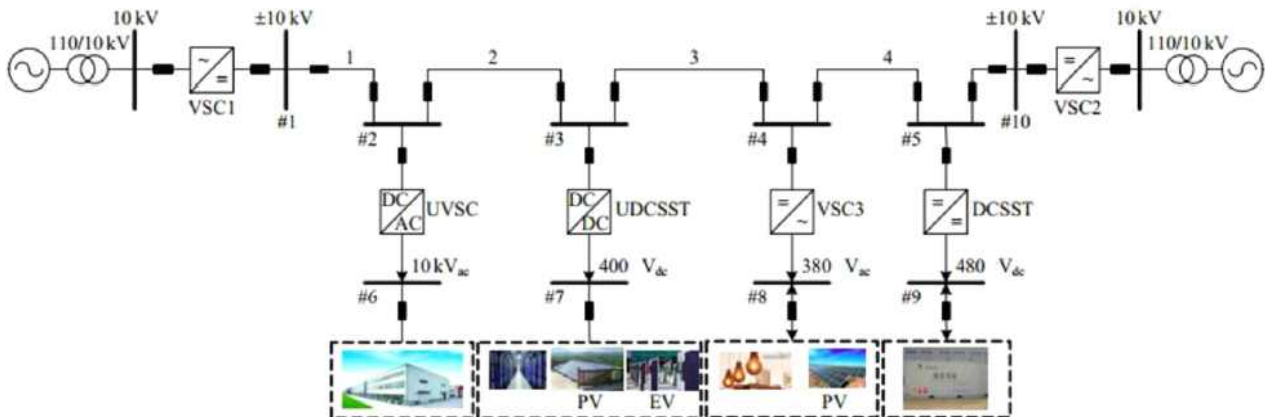 10 kV
±10 kV
±10 kV
10 kV
110/10 kV
1
2
3
4
110/10 kV
VSC1
#1
#2
#3
#4
#5
#10
VSC2
DC
AC
UVSC
DC
DC
UDCSST
VSC3
DCSST
10 kVac
400 Vdc
380 Vac
480 Vdc
#6
#7
#8
#9
PV
EV
PV